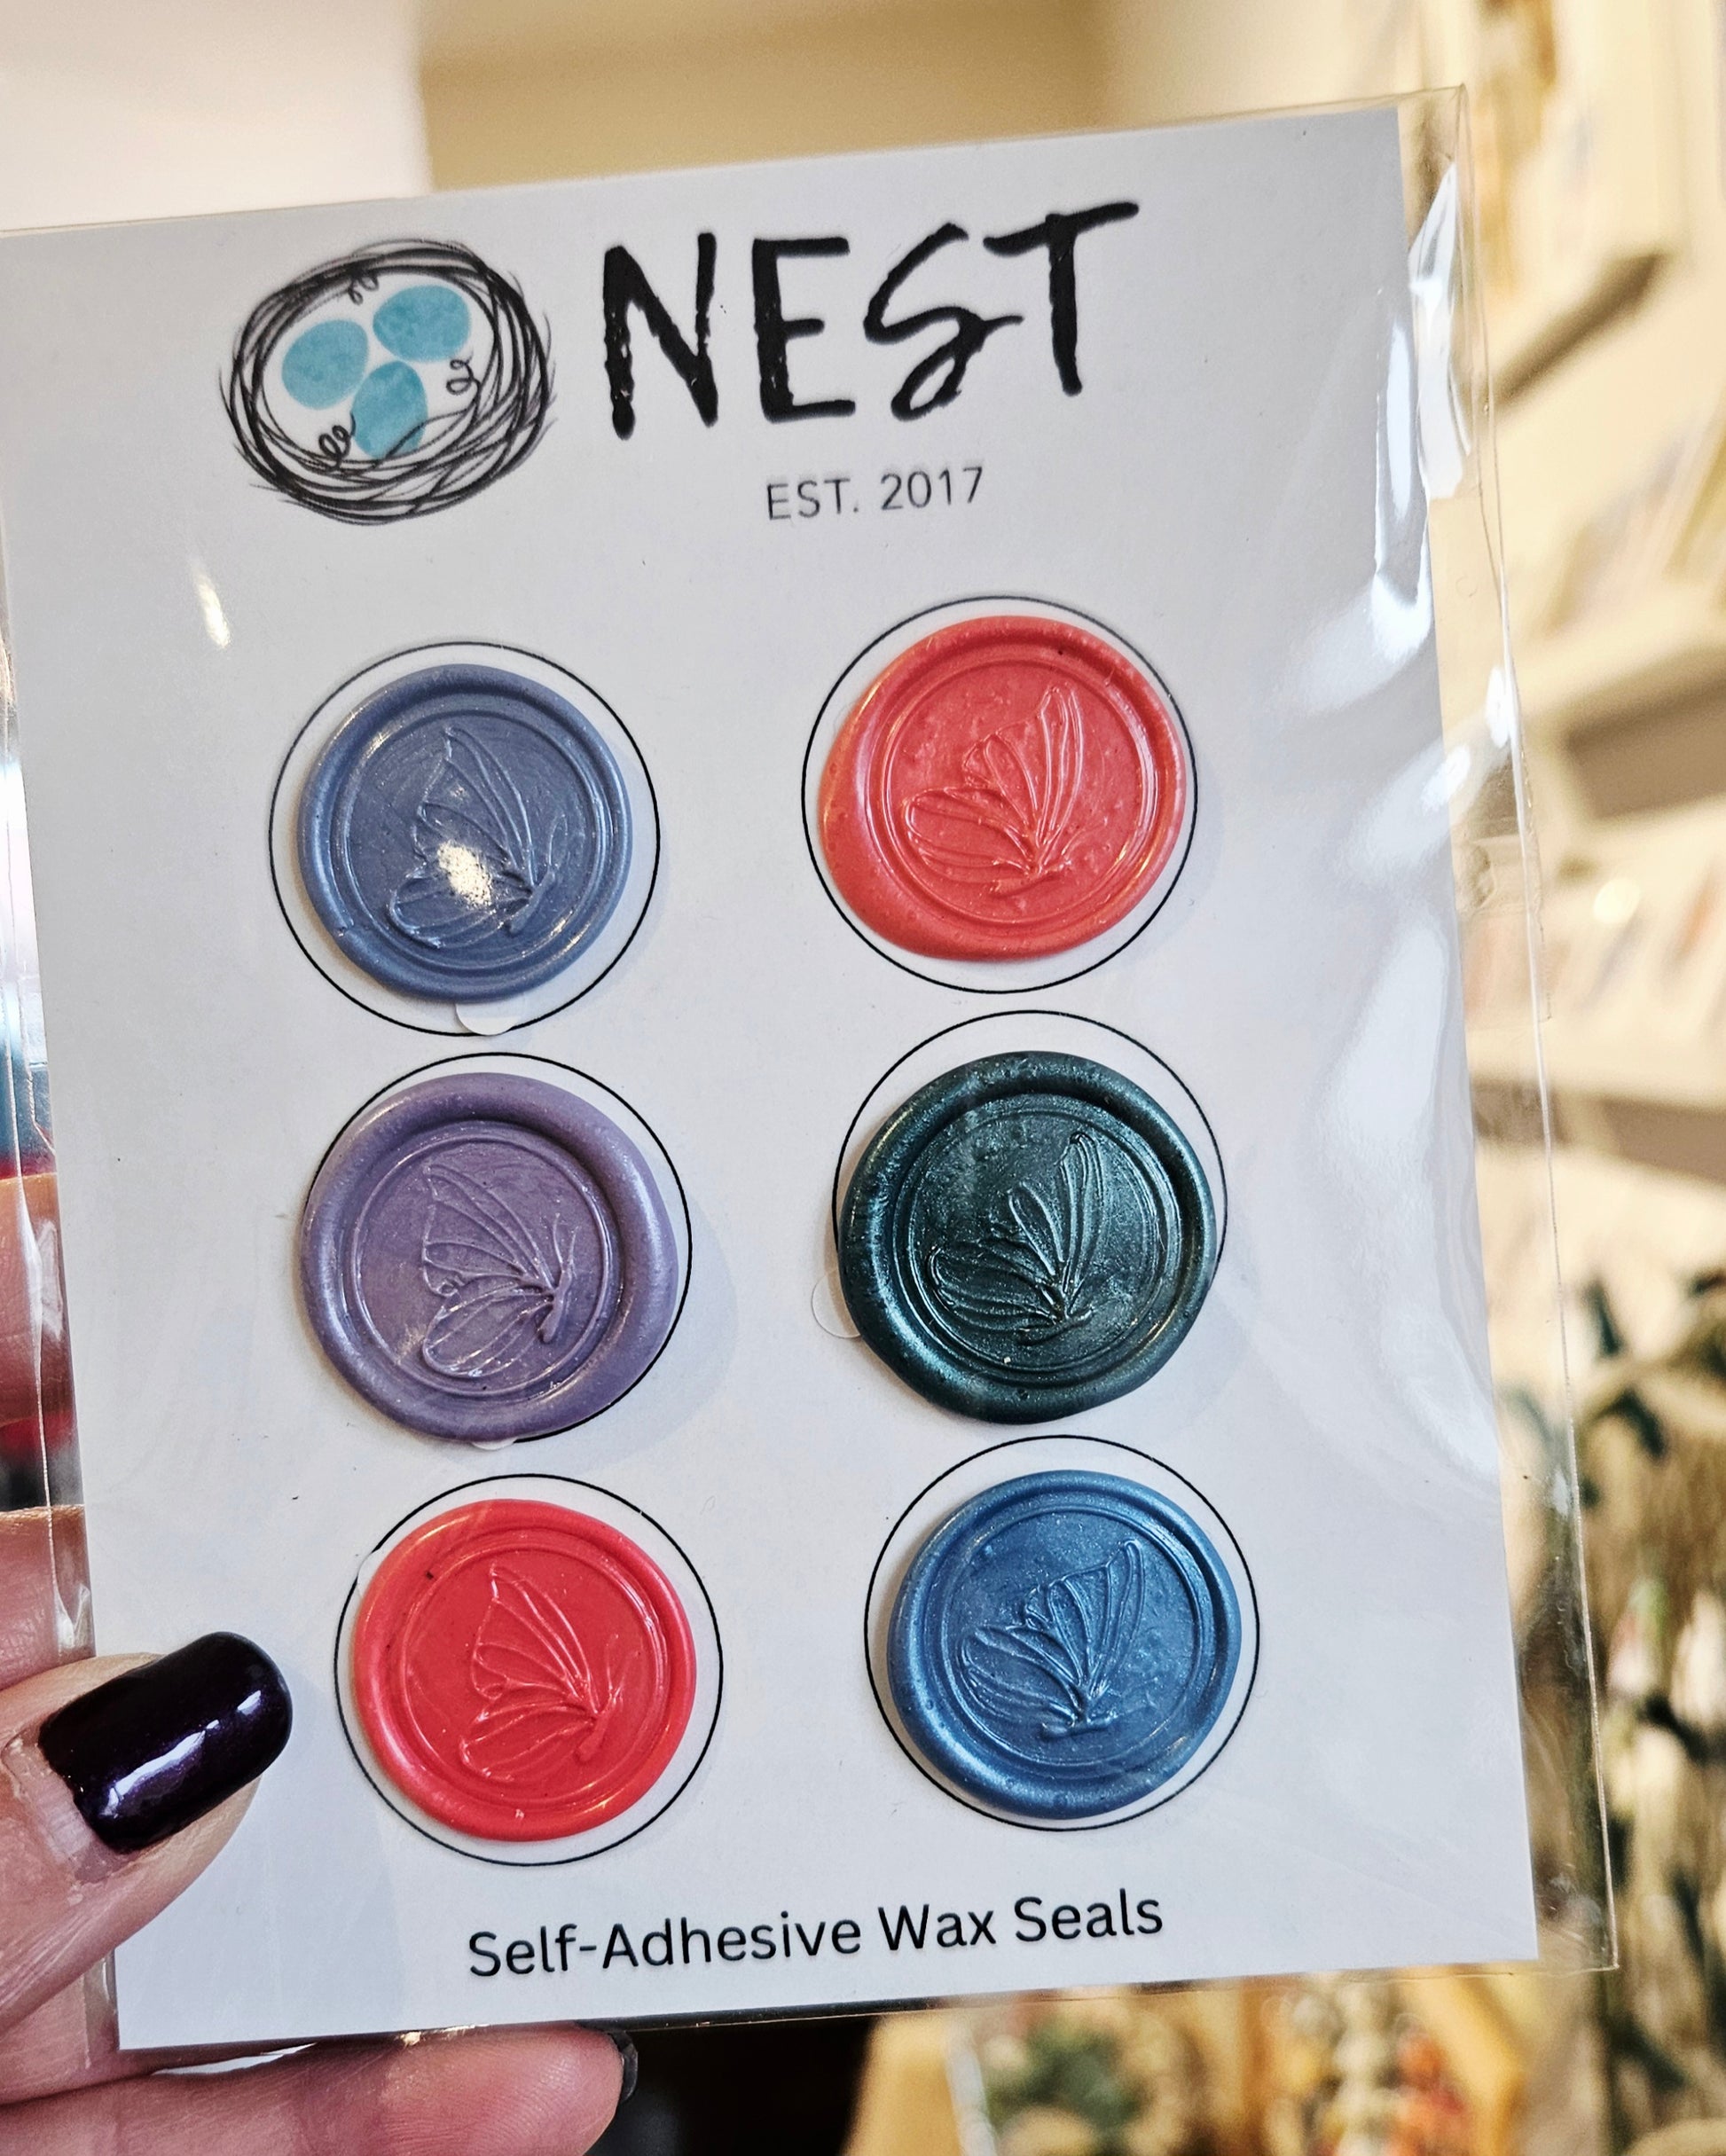 NEST
EST. 2017
Self-Adhesive Wax Seals